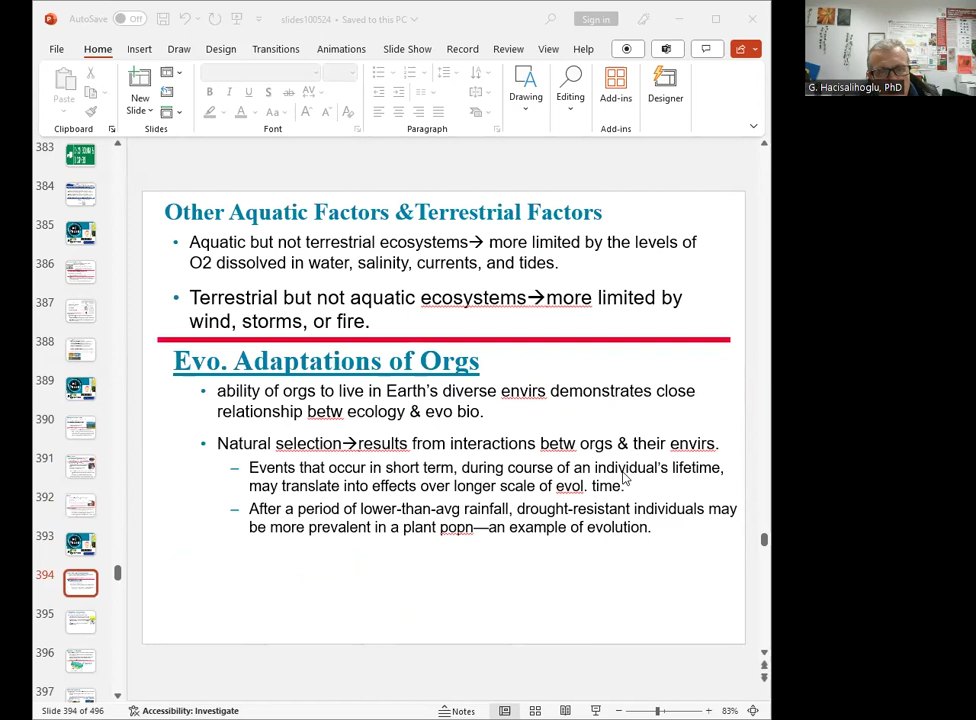 AutoSave Off slides100524 • Saved to this PC Sign in
File Home Insert Draw Design Transitions Animations Slide Show Record Review View Help
Paste New Slide Drawing Editing Add-ins Designer
Clipboard Slides Font Paragraph Add-ins
G. Hacisalihoglu, PhD
383
384
385
386
387
388
389
390
391
392
393
394
395
396
397
Other Aquatic Factors &Terrestrial Factors
• Aquatic but not terrestrial ecosystems→ more limited by the levels of
O2 dissolved in water, salinity, currents, and tides.
• Terrestrial but not aquatic ecosystems→more limited by
wind, storms, or fire.
Evo. Adaptations of Orgs
• ability of orgs to live in Earth’s diverse envirs demonstrates close
relationship betw ecology & evo bio.
• Natural selection→results from interactions betw orgs & their envirs.
– Events that occur in short term, during course of an individual’s lifetime,
may translate into effects over longer scale of evol. time.
– After a period of lower-than-avg rainfall, drought-resistant individuals may
be more prevalent in a plant popn—an example of evolution.
Slide 394 of 496 Accessibility: Investigate Notes 83%